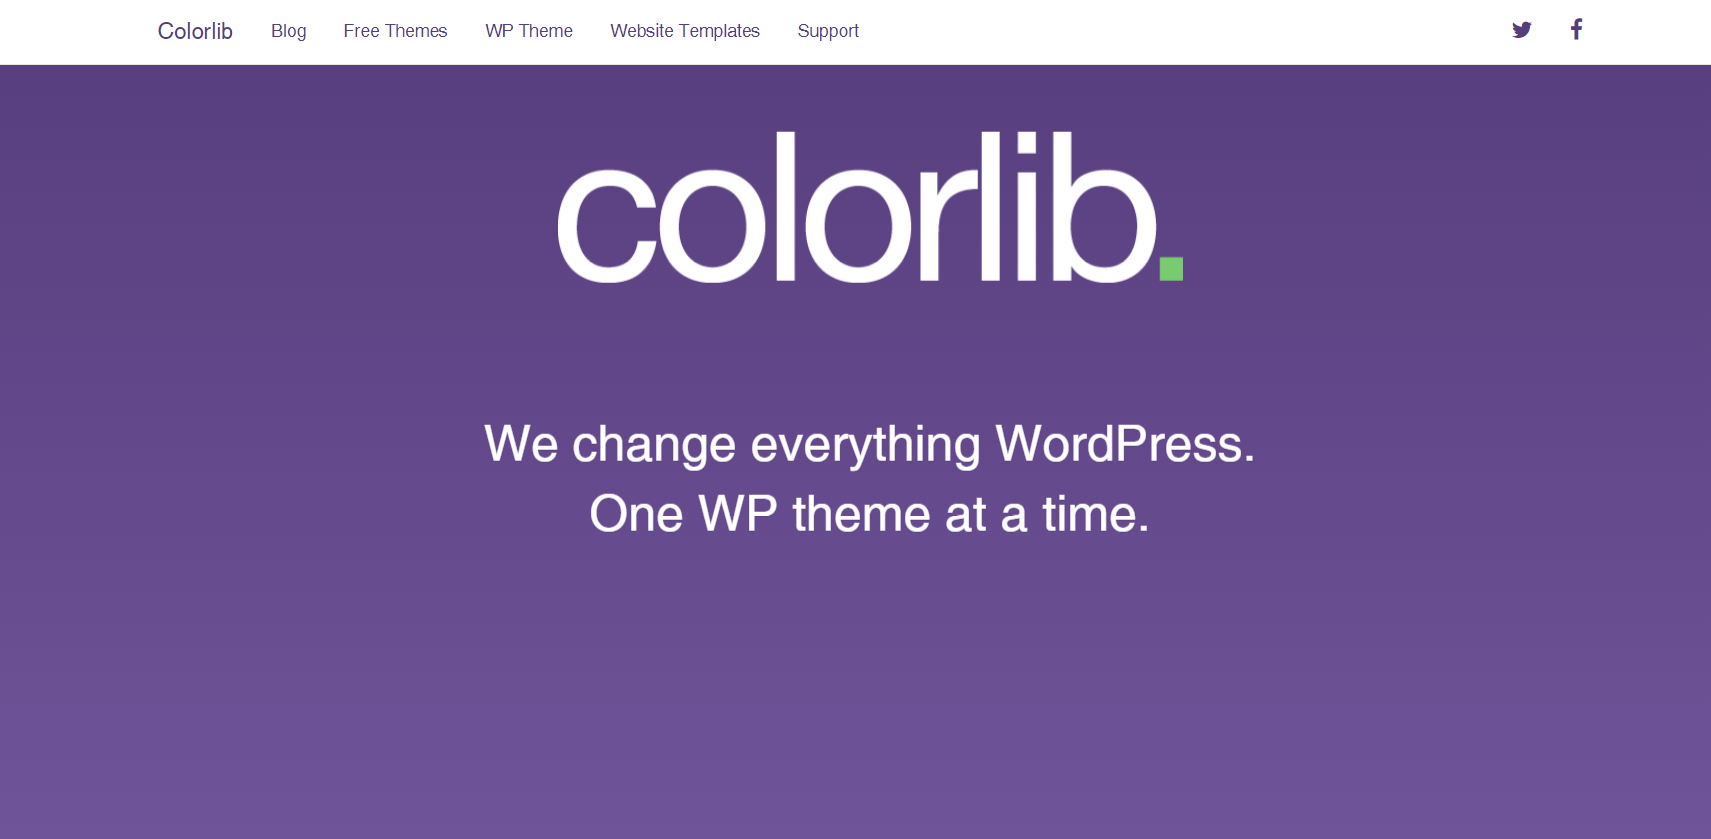 Colorlib Blog Free Themes WP Theme Website Templates Support
colorlib.
We change everything WordPress.
One WP theme at a time.